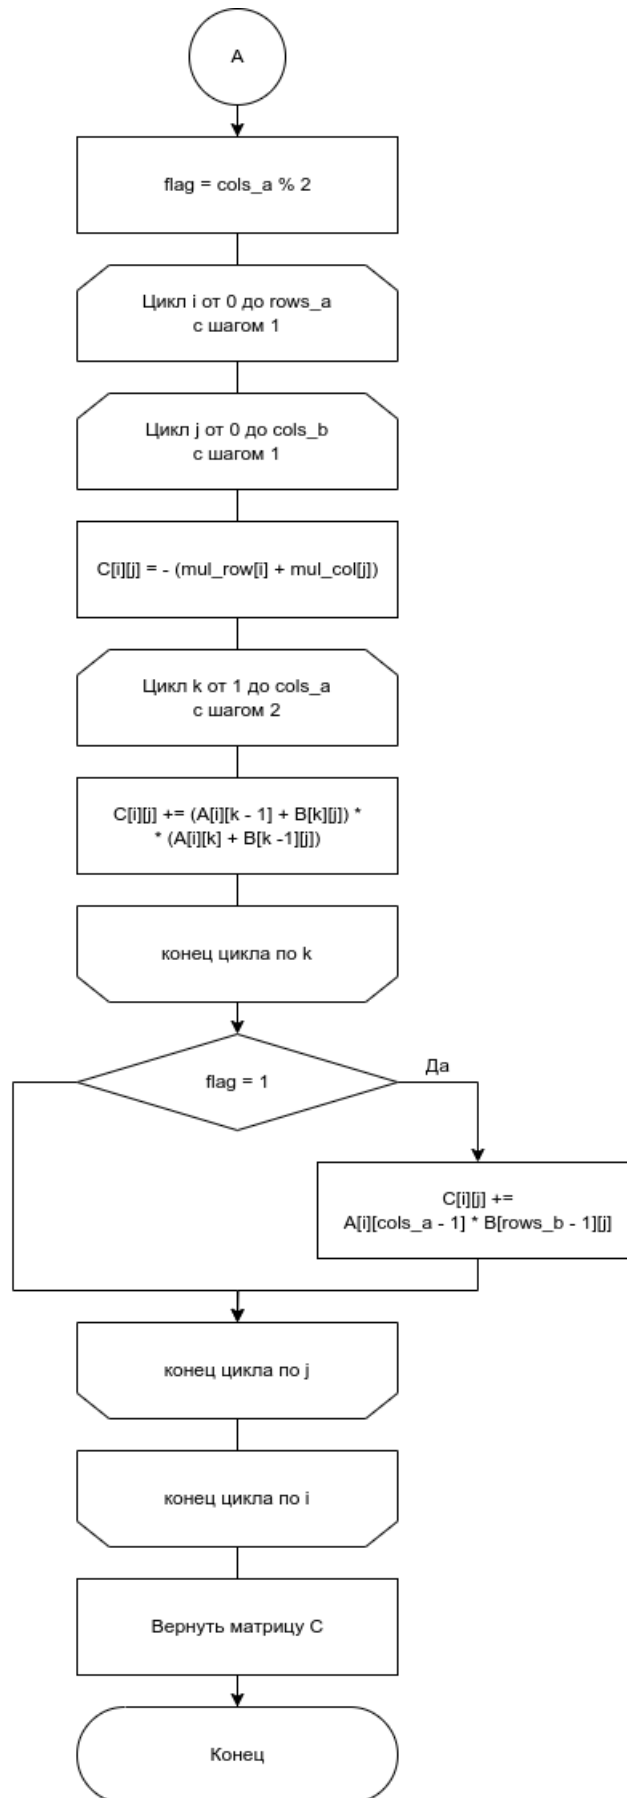 A
flag = cols_a % 2
Цикл i от 0 до rows_a
с шагом 1
Цикл j от 0 до cols_b
с шагом 1
C[i][j] = - (mul_row[i] + mul_col[j])
Цикл k от 1 до cols_a
с шагом 2
C[i][j] += (A[i][k - 1] + B[k][j]) *
* (A[i][k] + B[k -1][j])
конец цикла по k
flag = 1
Да
C[i][j] +=
A[i][cols_a - 1] * B[rows_b - 1][j]
конец цикла по j
конец цикла по i
Вернуть матрицу C
Конец